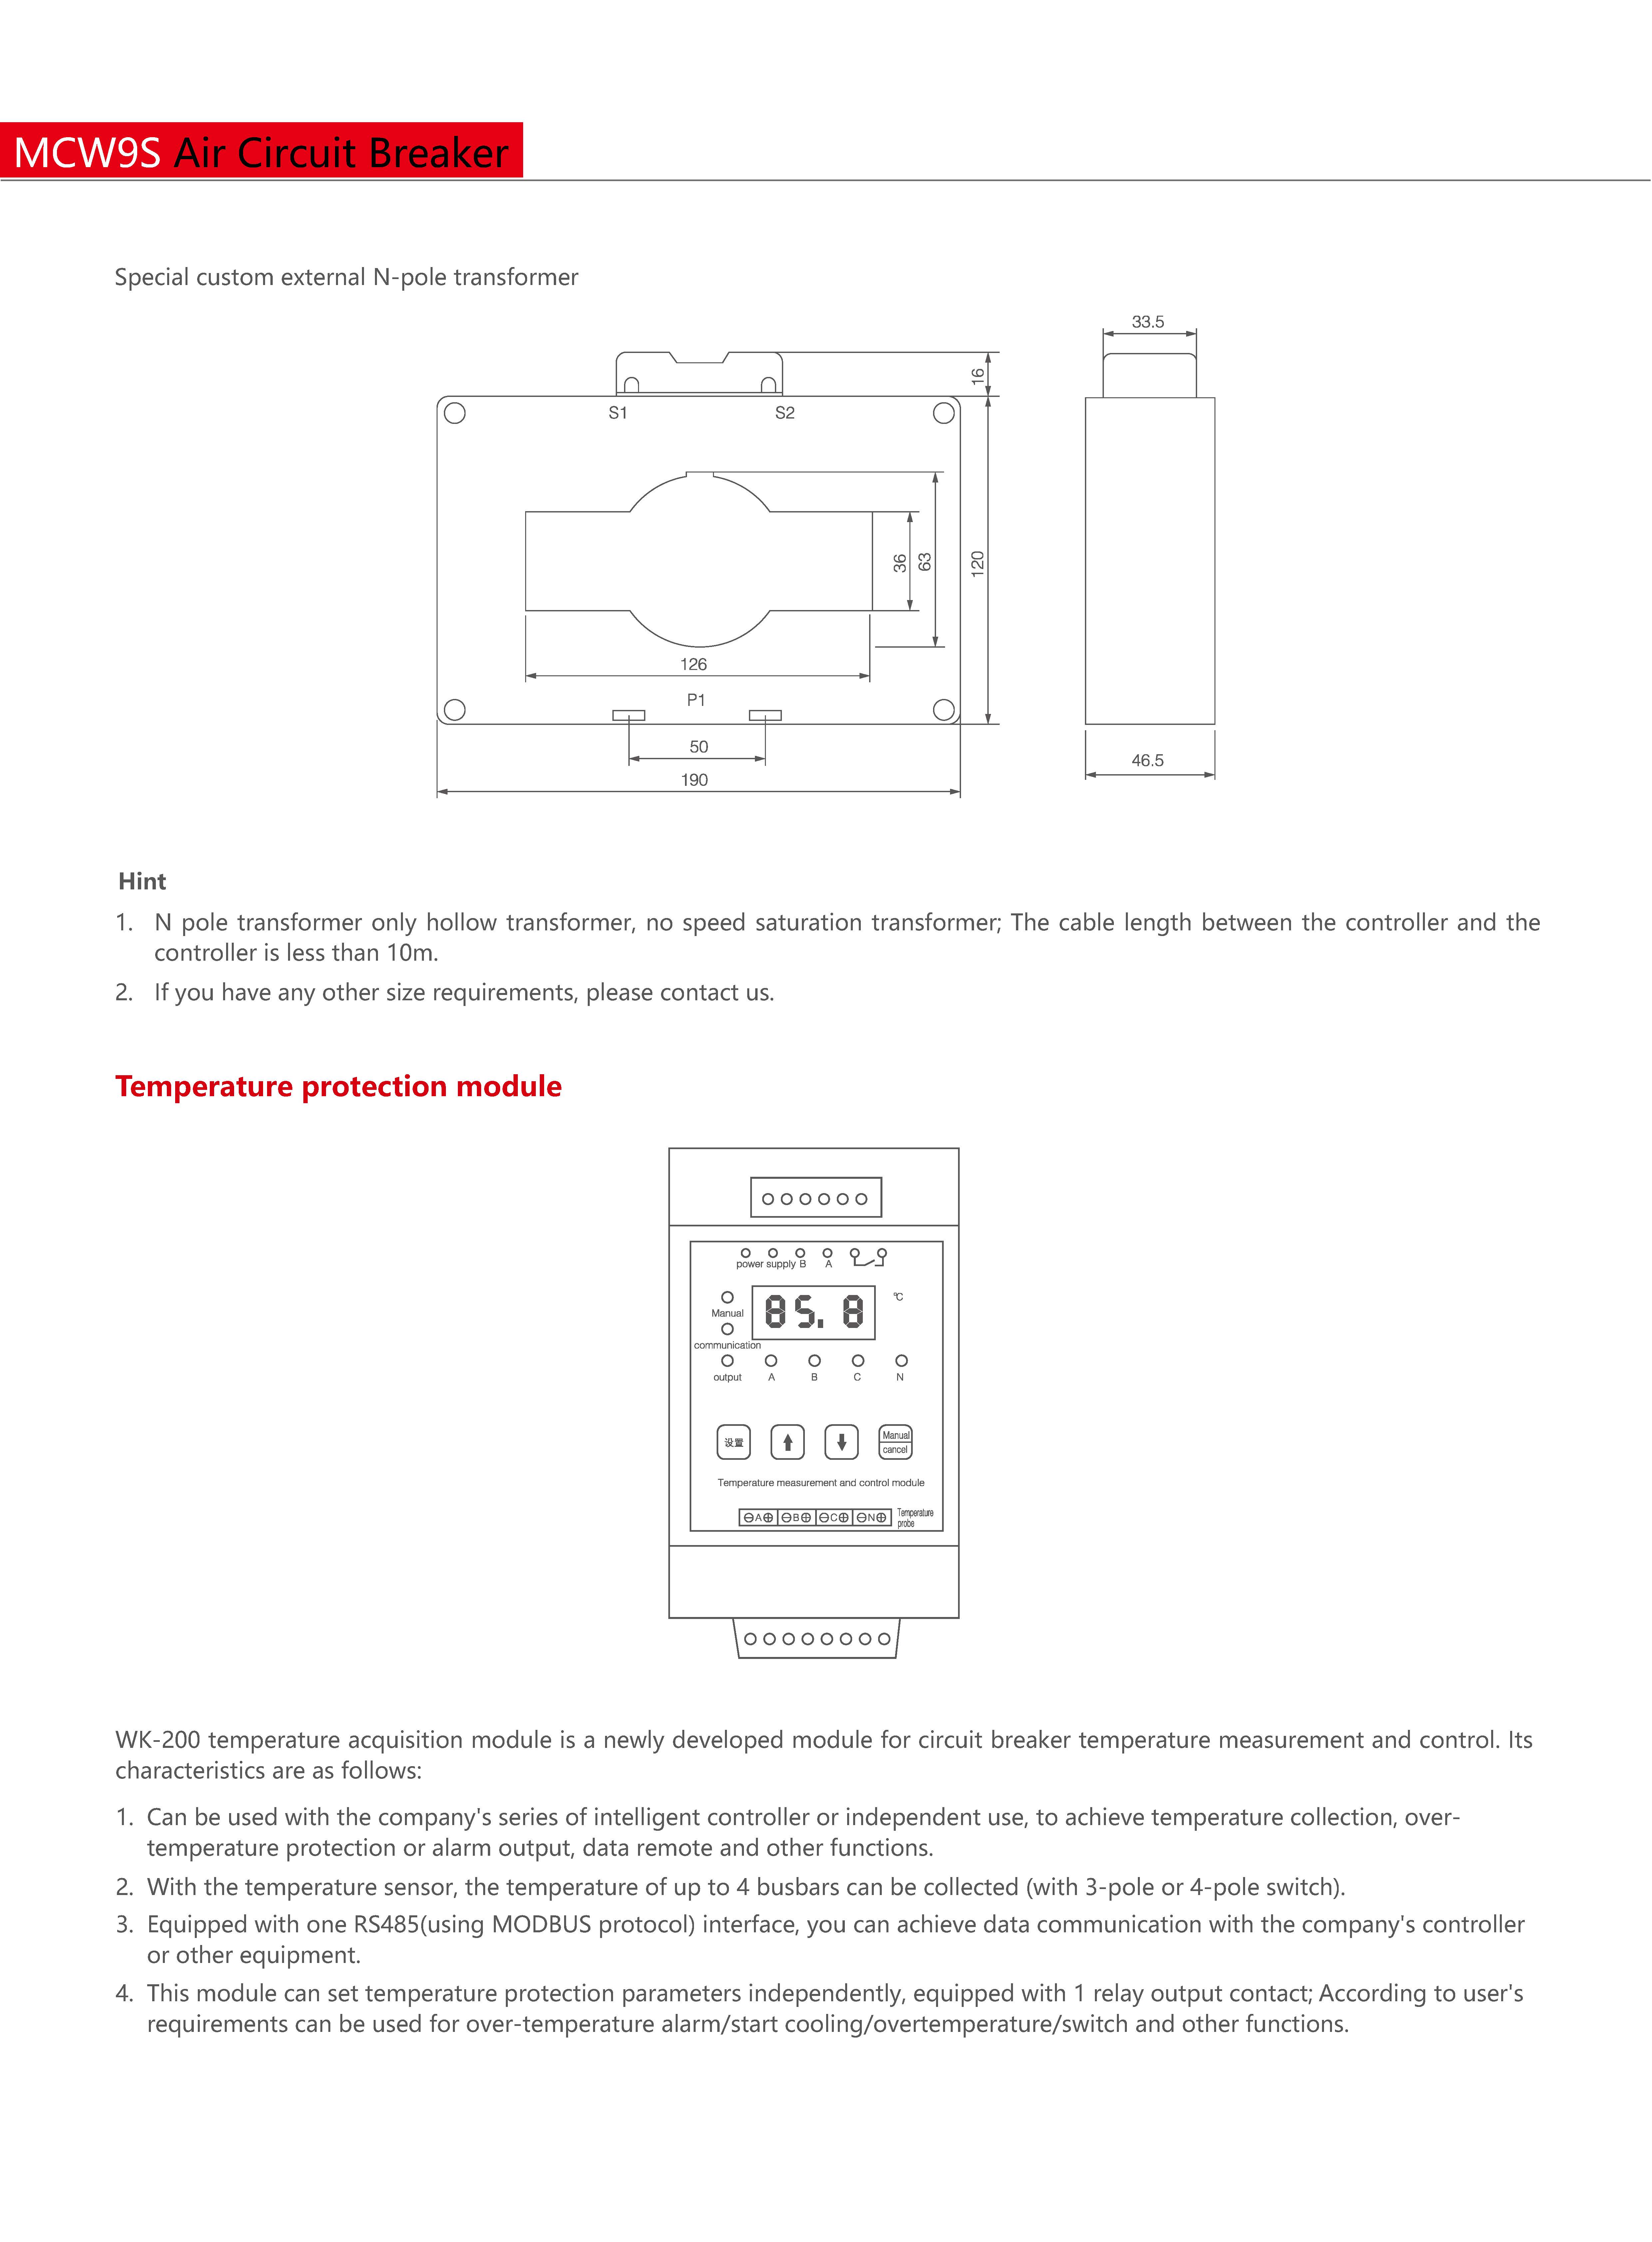 MCW9S Air Circuit Breaker
Special custom external N-pole transformer
33.5
16
S1 S2
36
63
120
126
P1
50
190
46.5
Hint
1. N pole transformer only hollow transformer, no speed saturation transformer; The cable length between the controller and the
controller is less than 10m.
2. If you have any other size requirements, please contact us.
Temperature protection module
power supply B A
Manual
85.8
℃
communication
output A B C N
设置
Manual
cancel
Temperature measurement and control module
⊖A⊕ ⊖B⊕ ⊖C⊕ ⊖N⊕
Temperature
probe
WK-200 temperature acquisition module is a newly developed module for circuit breaker temperature measurement and control. Its
characteristics are as follows:
1. Can be used with the company's series of intelligent controller or independent use, to achieve temperature collection, over-
temperature protection or alarm output, data remote and other functions.
2. With the temperature sensor, the temperature of up to 4 busbars can be collected (with 3-pole or 4-pole switch).
3. Equipped with one RS485(using MODBUS protocol) interface, you can achieve data communication with the company's controller
or other equipment.
4. This module can set temperature protection parameters independently, equipped with 1 relay output contact; According to user's
requirements can be used for over-temperature alarm/start cooling/overtemperature/switch and other functions.